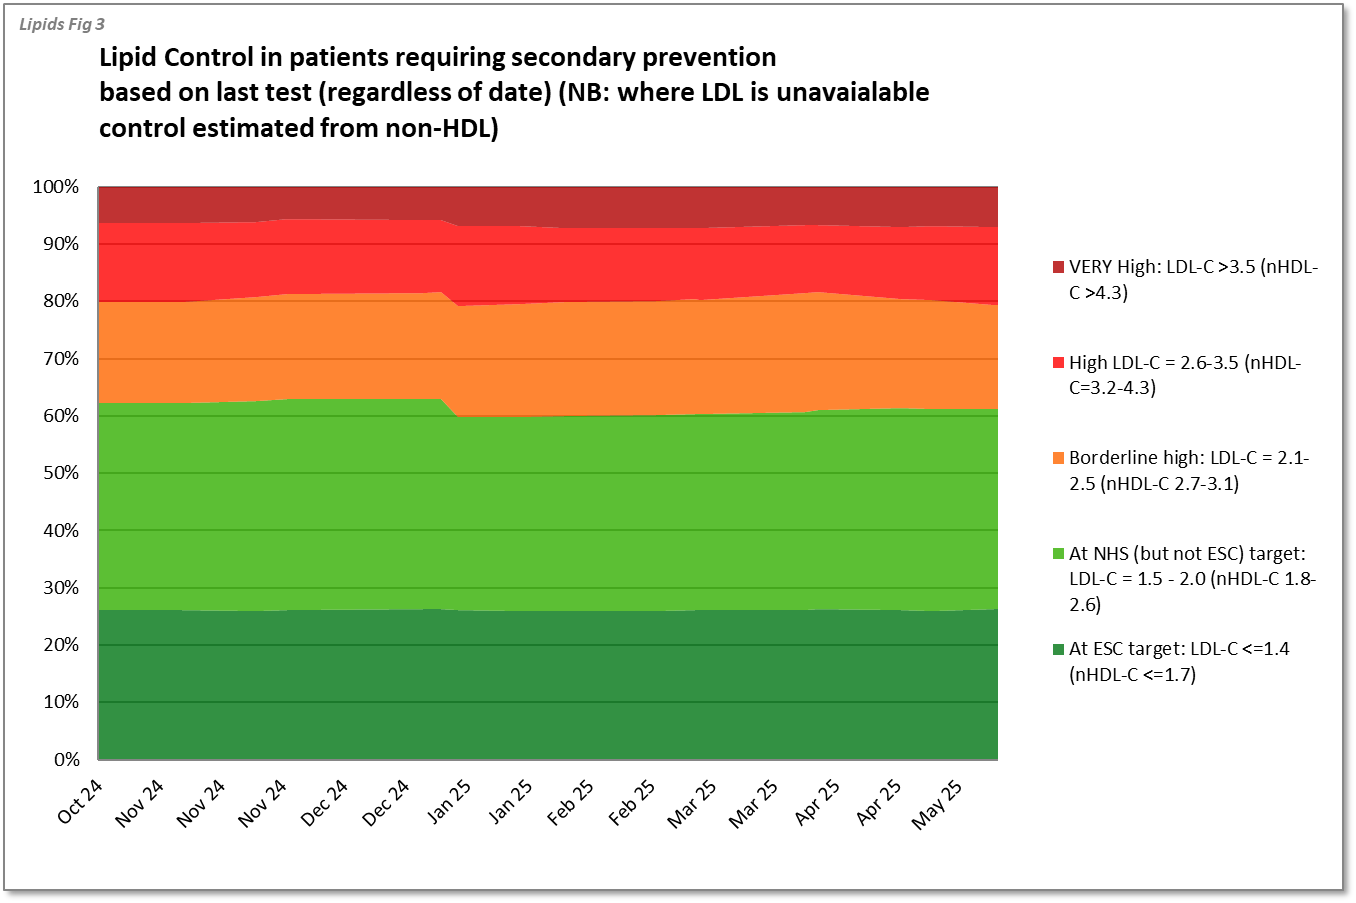 Lipids Fig 3
Lipid Control in patients requiring secondary prevention
based on last test (regardless of date) (NB: where LDL is unavaialable
control estimated from non-HDL)
100%
90%
80%
70%
60%
50%
40%
30%
20%
10%
0%
Oct 24
Nov 24
Nov 24
Nov 24
Dec 24
Dec 24
Jan 25
Jan 25
Feb 25
Feb 25
Mar 25
Mar 25
Apr 25
Apr 25
May 25
VERY High: LDL-C >3.5 (nHDL-
C >4.3)
High LDL-C = 2.6-3.5 (nHDL-
C=3.2-4.3)
Borderline high: LDL-C = 2.1-
2.5 (nHDL-C 2.7-3.1)
At NHS (but not ESC) target:
LDL-C = 1.5 - 2.0 (nHDL-C 1.8-
2.6)
At ESC target: LDL-C <=1.4
(nHDL-C <=1.7)